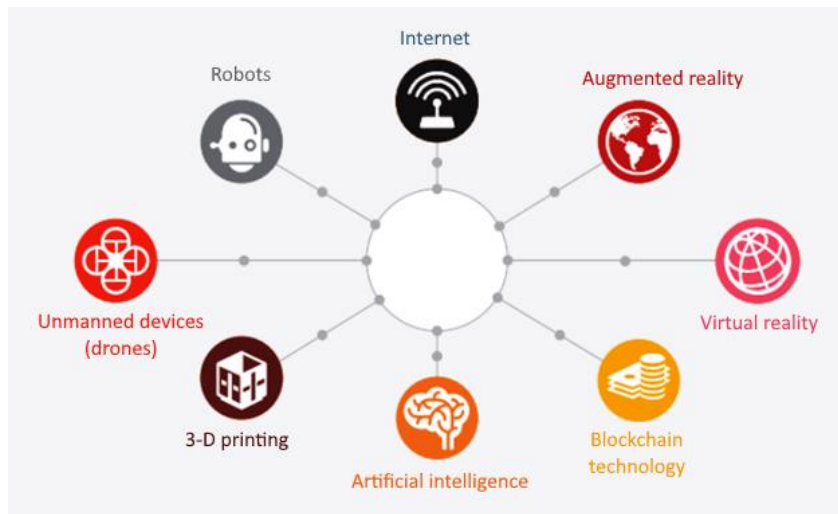 Internet
Robots
Augmented reality
Unmanned devices
(drones)
Virtual reality
3-D printing
Blockchain
technology
Artificial intelligence